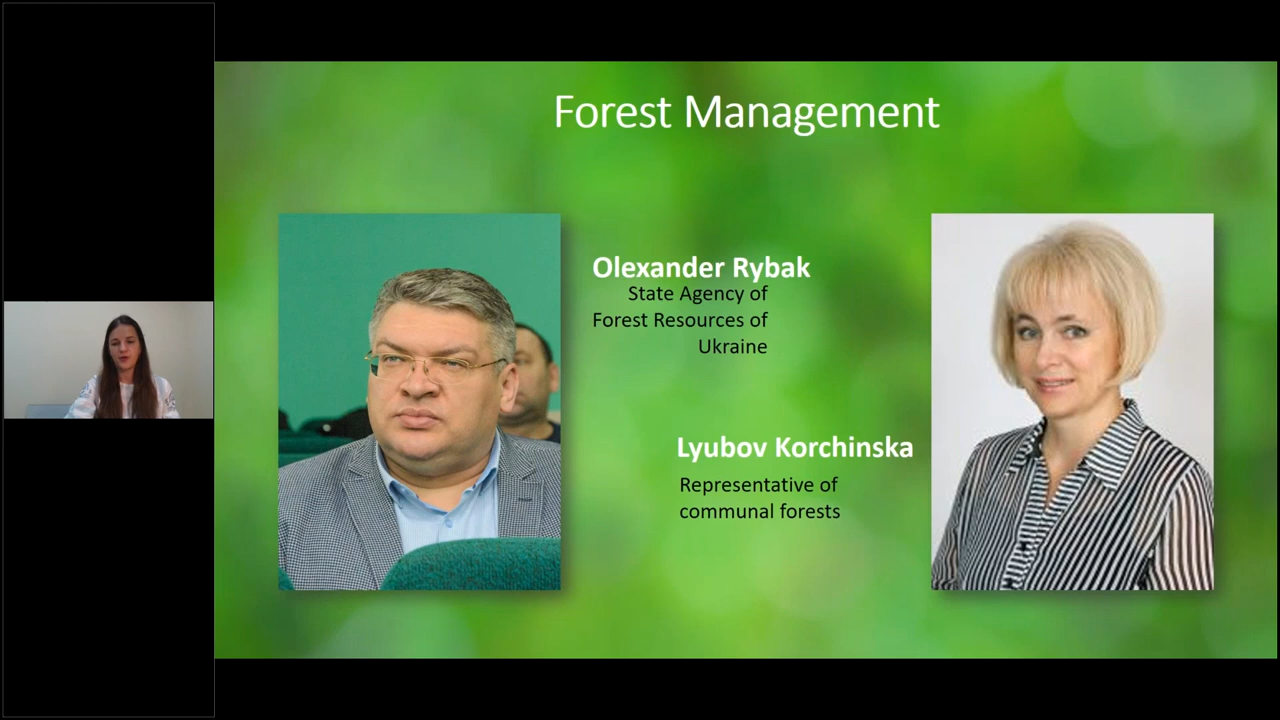 Forest Management
Olexander Rybak
State Agency of
Forest Resources of
Ukraine
Lyubov Korchinska
Representative of
communal forests